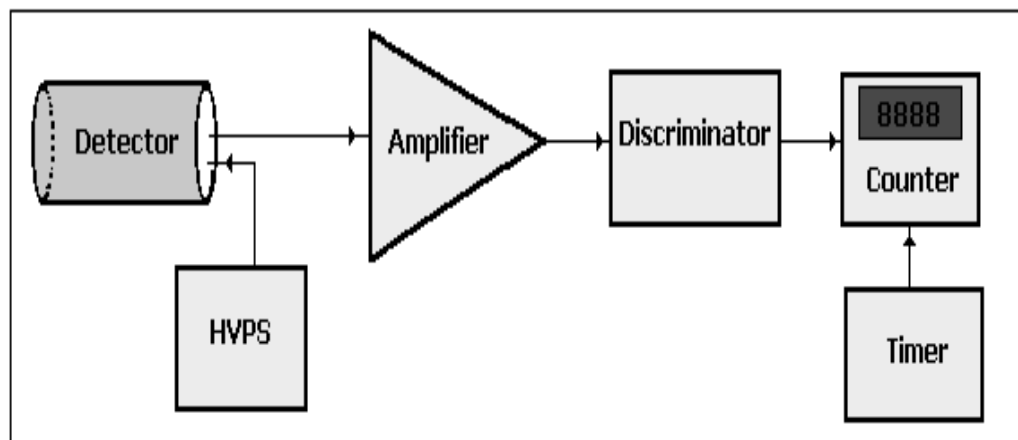 Detector
Amplifier
Discriminator
8888
Counter
HVPS
Timer